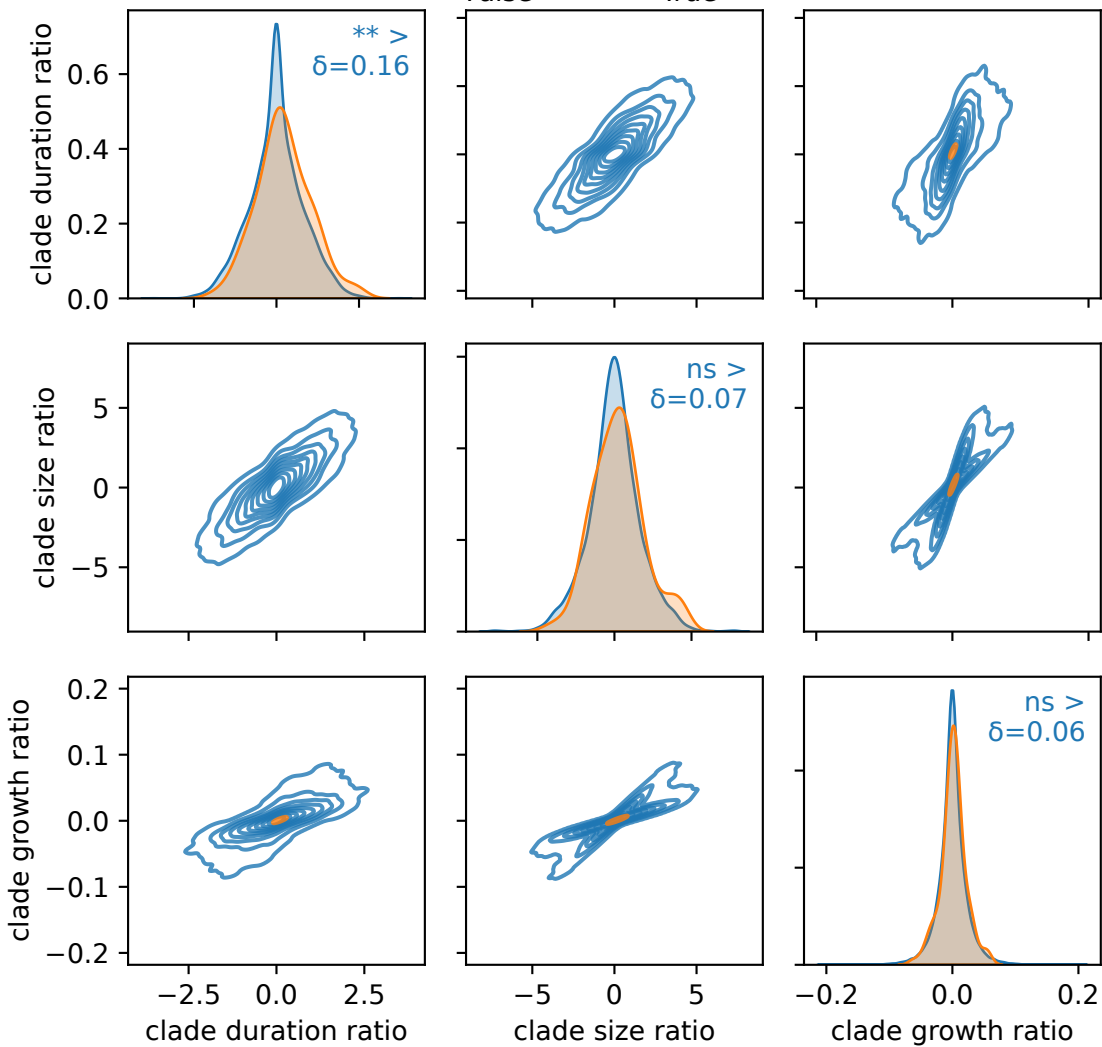 ** >
δ=0.16
clade duration ratio
0.6
0.4
0.2
0.0
ns >
δ=0.07
clade size ratio
5
0
−5
ns >
δ=0.06
clade growth ratio
0.2
0.1
0.0
−0.1
−0.2
−2.5 0.0 2.5
−5 0 5
−0.2 0.0 0.2
clade duration ratio
clade size ratio
clade growth ratio